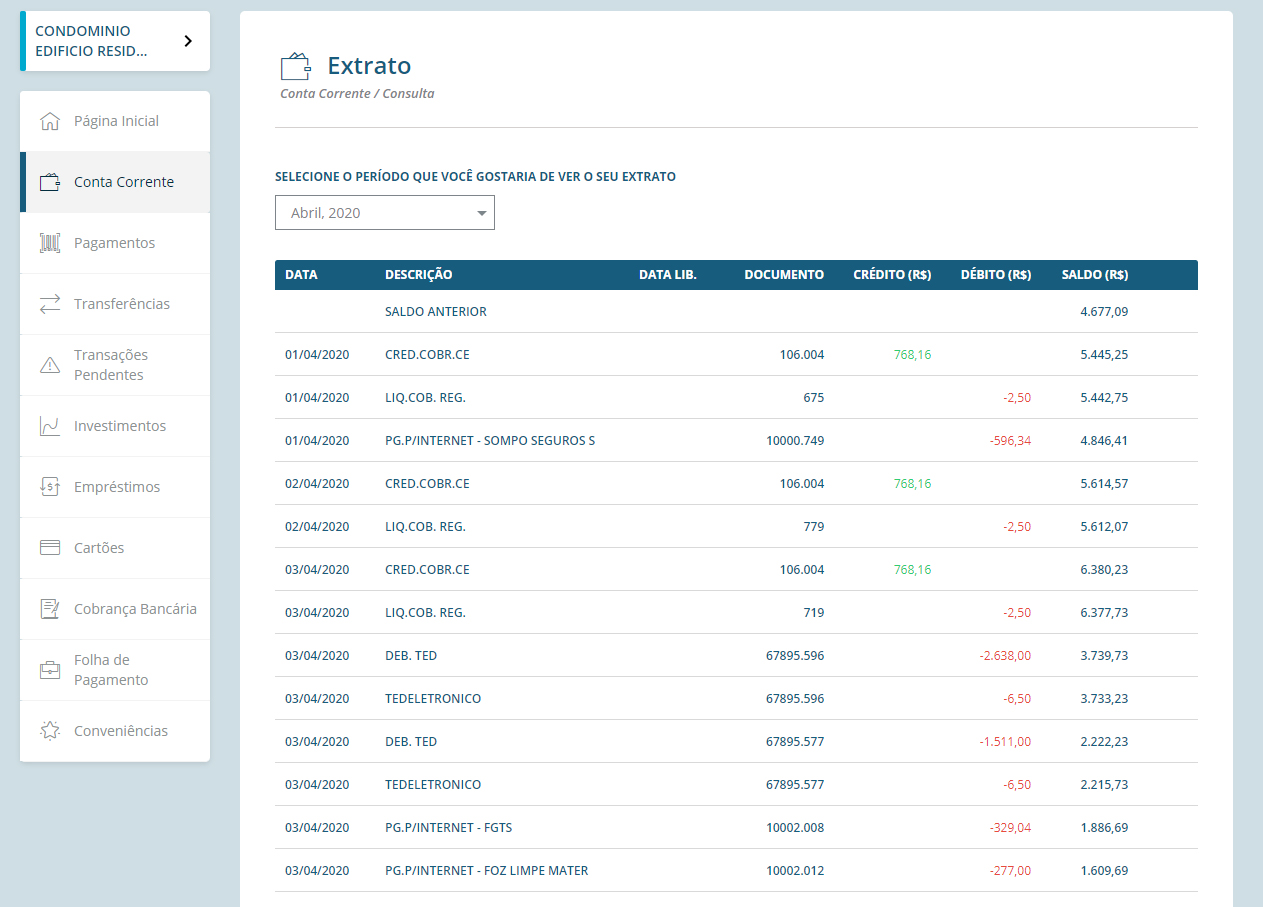 CONDOMINIO
EDIFICIO RESID...
Página Inicial
Conta Corrente
Pagamentos
Transferências
Transações
Pendentes
Investimentos
Empréstimos
Cartões
Cobrança Bancária
Folha de
Pagamento
Conveniências
Extrato
Conta Corrente / Consulta
SELECIONE O PERÍODO QUE VOCÊ GOSTARIA DE VER O SEU EXTRATO
Abril, 2020
DATA DESCRIÇÃO DATA LIB. DOCUMENTO CRÉDITO (R$) DÉBITO (R$) SALDO (R$)
SALDO ANTERIOR 4.677,09
01/04/2020 CRED.COBR.CE 106.004 768,16 5.445,25
01/04/2020 LIQ.COB. REG. 675 -2,50 5.442,75
01/04/2020 PG.P/INTERNET - SOMPO SEGUROS S 10000.749 -596,34 4.846,41
02/04/2020 CRED.COBR.CE 106.004 768,16 5.614,57
02/04/2020 LIQ.COB. REG. 779 -2,50 5.612,07
03/04/2020 CRED.COBR.CE 106.004 768,16 6.380,23
03/04/2020 LIQ.COB. REG. 719 -2,50 6.377,73
03/04/2020 DEB. TED 67895.596 -2.638,00 3.739,73
03/04/2020 TEDELETRONICO 67895.596 -6,50 3.733,23
03/04/2020 DEB. TED 67895.577 -1.511,00 2.222,23
03/04/2020 TEDELETRONICO 67895.577 -6,50 2.215,73
03/04/2020 PG.P/INTERNET - FGTS 10002.008 -329,04 1.886,69
03/04/2020 PG.P/INTERNET - FOZ LIMPE MATER 10002.012 -277,00 1.609,69